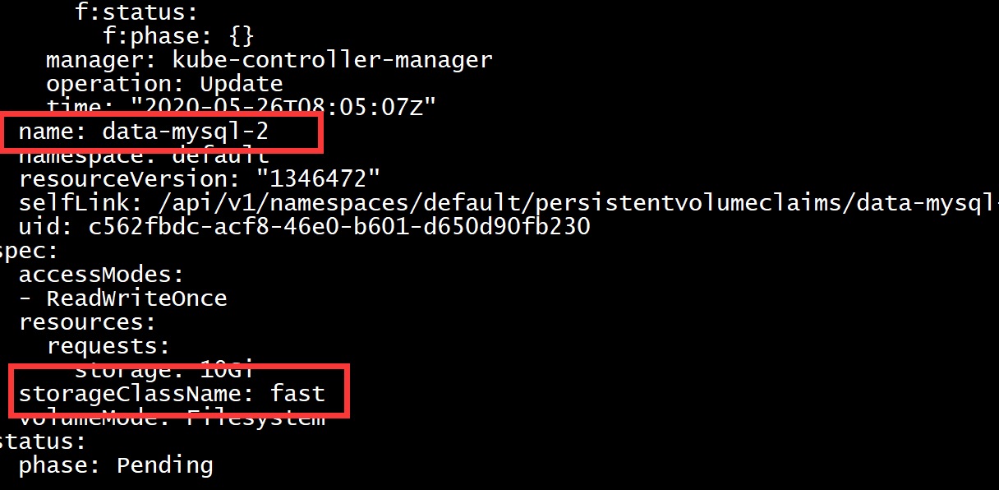 f:status:
f:phase: {}
manager: kube-controller-manager
operation: Update
time: "2020-05-26T08:05:07Z"
name: data-mysql-2
namespace: default
resourceVersion: "1346472"
selfLink: /api/v1/namespaces/default/persistentvolumeclaims/data-mysql-
uid: c562fbdc-acf8-46e0-b601-d650d90fb230
spec:
accessModes:
- ReadWriteOnce
resources:
requests:
storage: 10Gi
storageClassName: fast
volumeMode: Filesystem
status:
phase: Pending